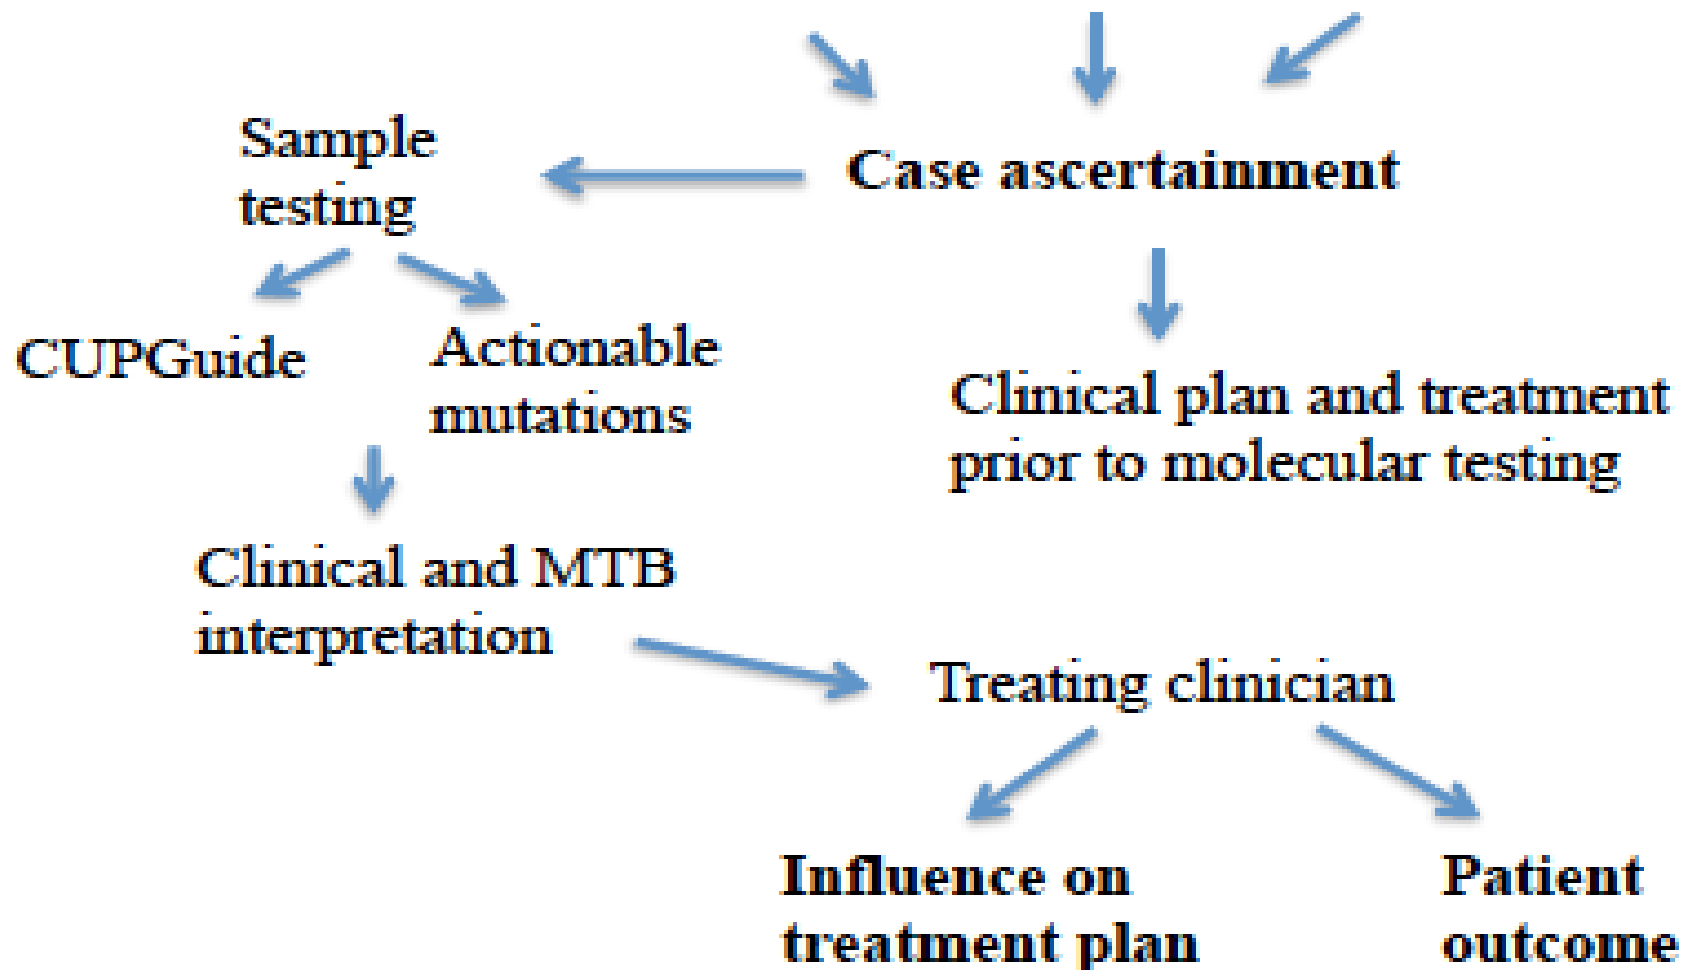 Sample
testing
Case ascertainment
CUPGuide
Actionable
mutations
Clinical plan and treatment
prior to molecular testing
Clinical and MTB
interpretation
Treating clinician
Influence on
treatment plan
Patient
outcome